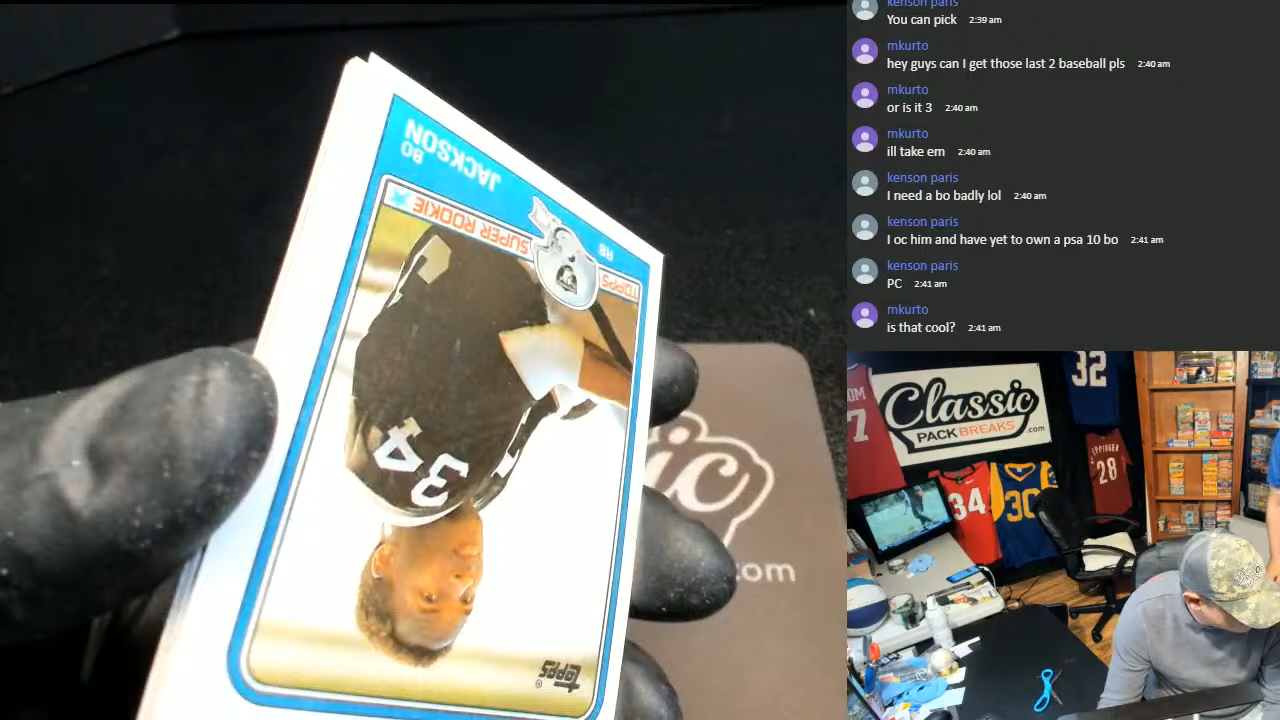 kenson paris
You can pick 2:39 am
mkurto
hey guys can I get those last 2 baseball pls 2:40 am
mkurto
or is it 3 2:40 am
mkurto
ill take em 2:40 am
kenson paris
I need a bo badly lol 2:40 am
kenson paris
I oc him and have yet to own a psa 10 bo 2:41 am
kenson paris
PC 2:41 am
mkurto
is that cool? 2:41 am
BO
JACKSON
RB
TOPPS
SUPER ROOKIE
34
topps®
ic
.com
Classic
PACK BREAKS
.com
32
7
34
30
28